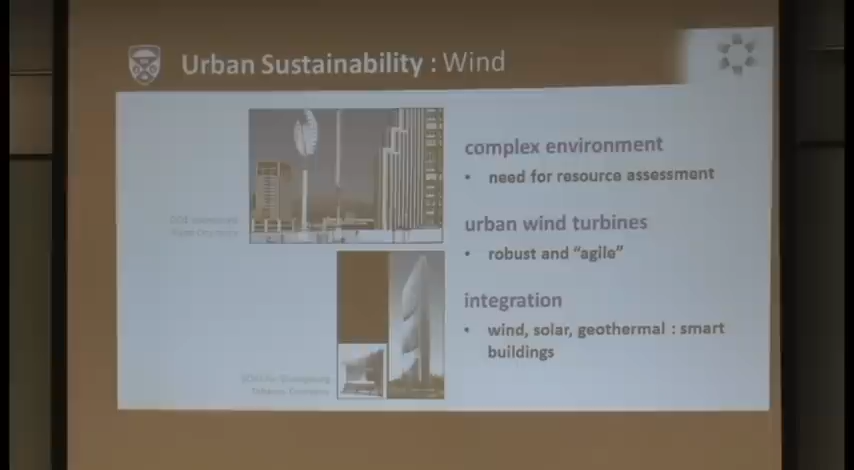 Urban Sustainability : Wind
complex environment
• need for resource assessment
urban wind turbines
• robust and “agile”
integration
• wind, solar, geothermal : smart
buildings